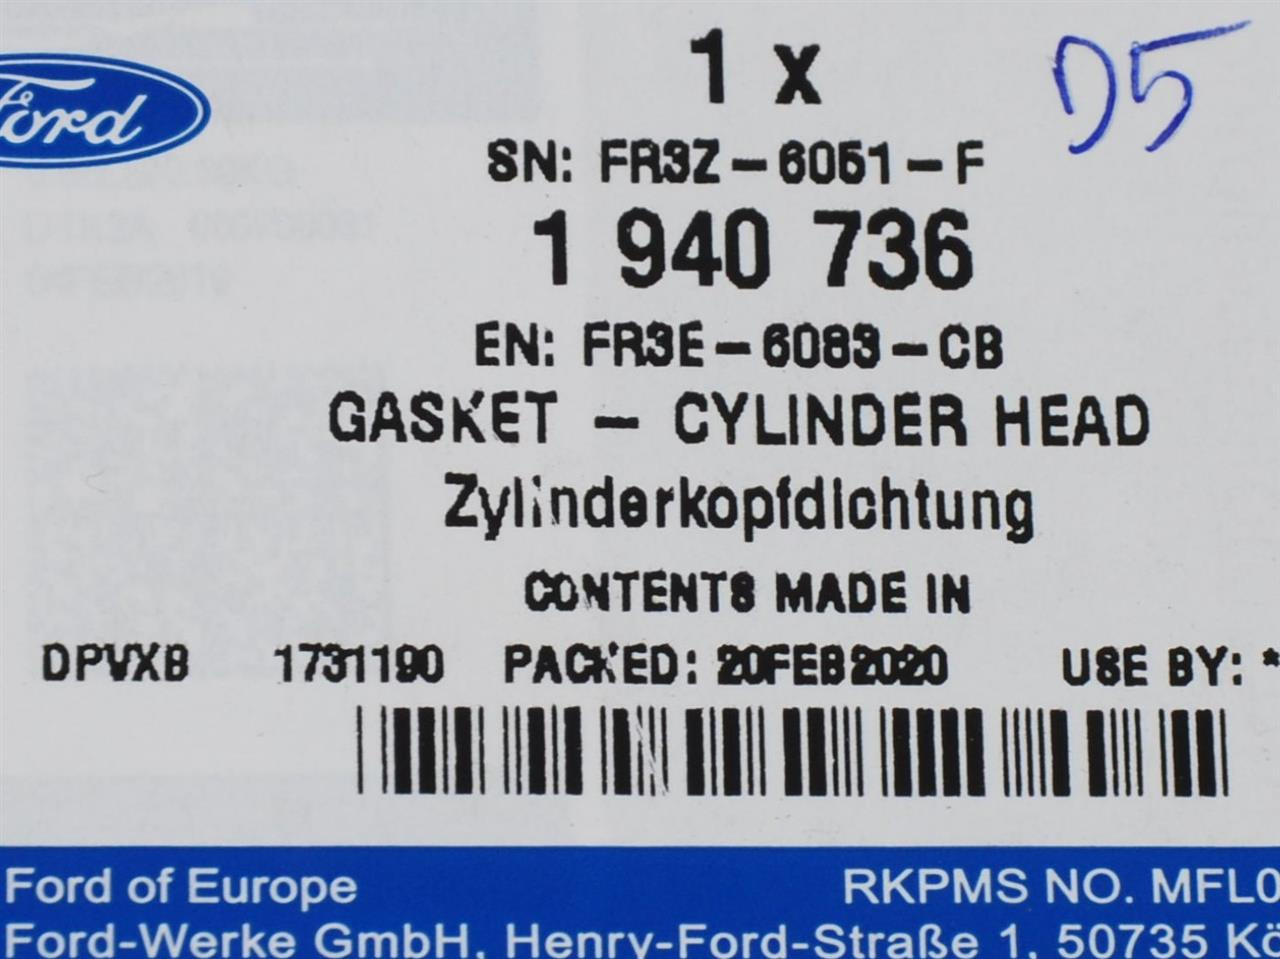 Ford
1 x
D5
SN: FR3Z-6051-F
1 940 736
EN: FR3E-6083-CB
GASKET - CYLINDER HEAD
Zylinderkopfdichtung
CONTENTS MADE IN
DPVXB 1731190 PACKED: 20FEB2020 USE BY: *
Ford of Europe RKPMS NO. MFL0
Ford-Werke GmbH, Henry-Ford-Straße 1, 50735 Kö